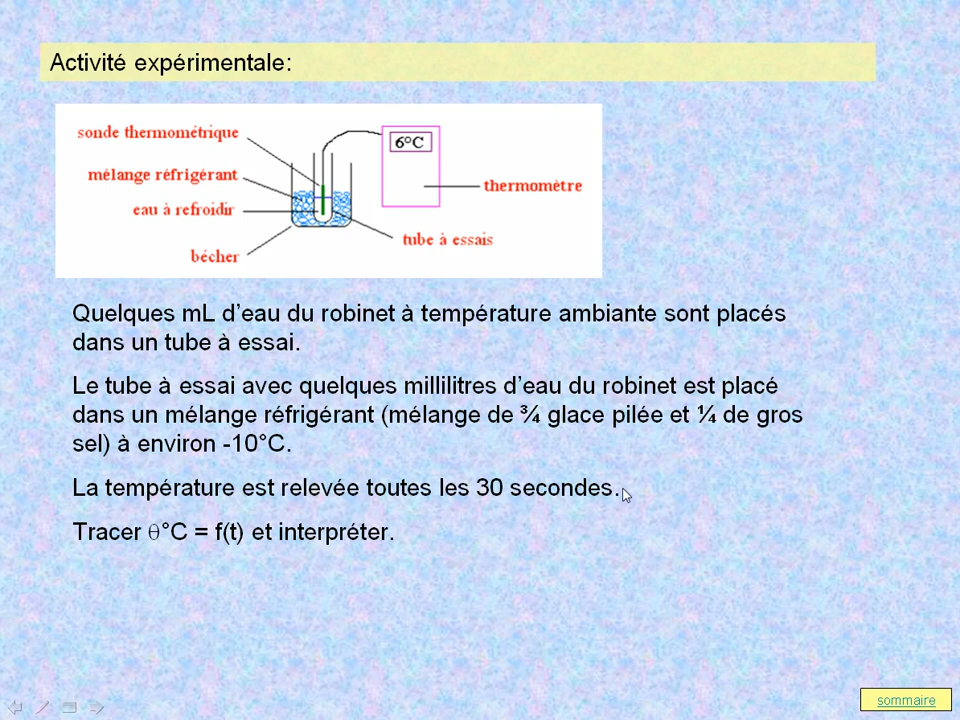 Activité expérimentale:
sonde thermométrique
6°C
mélange réfrigérant
thermomètre
eau à refroidir
tube à essais
bécher
Quelques mL d'eau du robinet à température ambiante sont placés
dans un tube à essai.
Le tube à essai avec quelques millilitres d'eau du robinet est placé
dans un mélange réfrigérant (mélange de ¾ glace pilée et ¼ de gros
sel) à environ -10°C.
La température est relevée toutes les 30 secondes.
Tracer θ°C = f(t) et interpréter.
sommaire